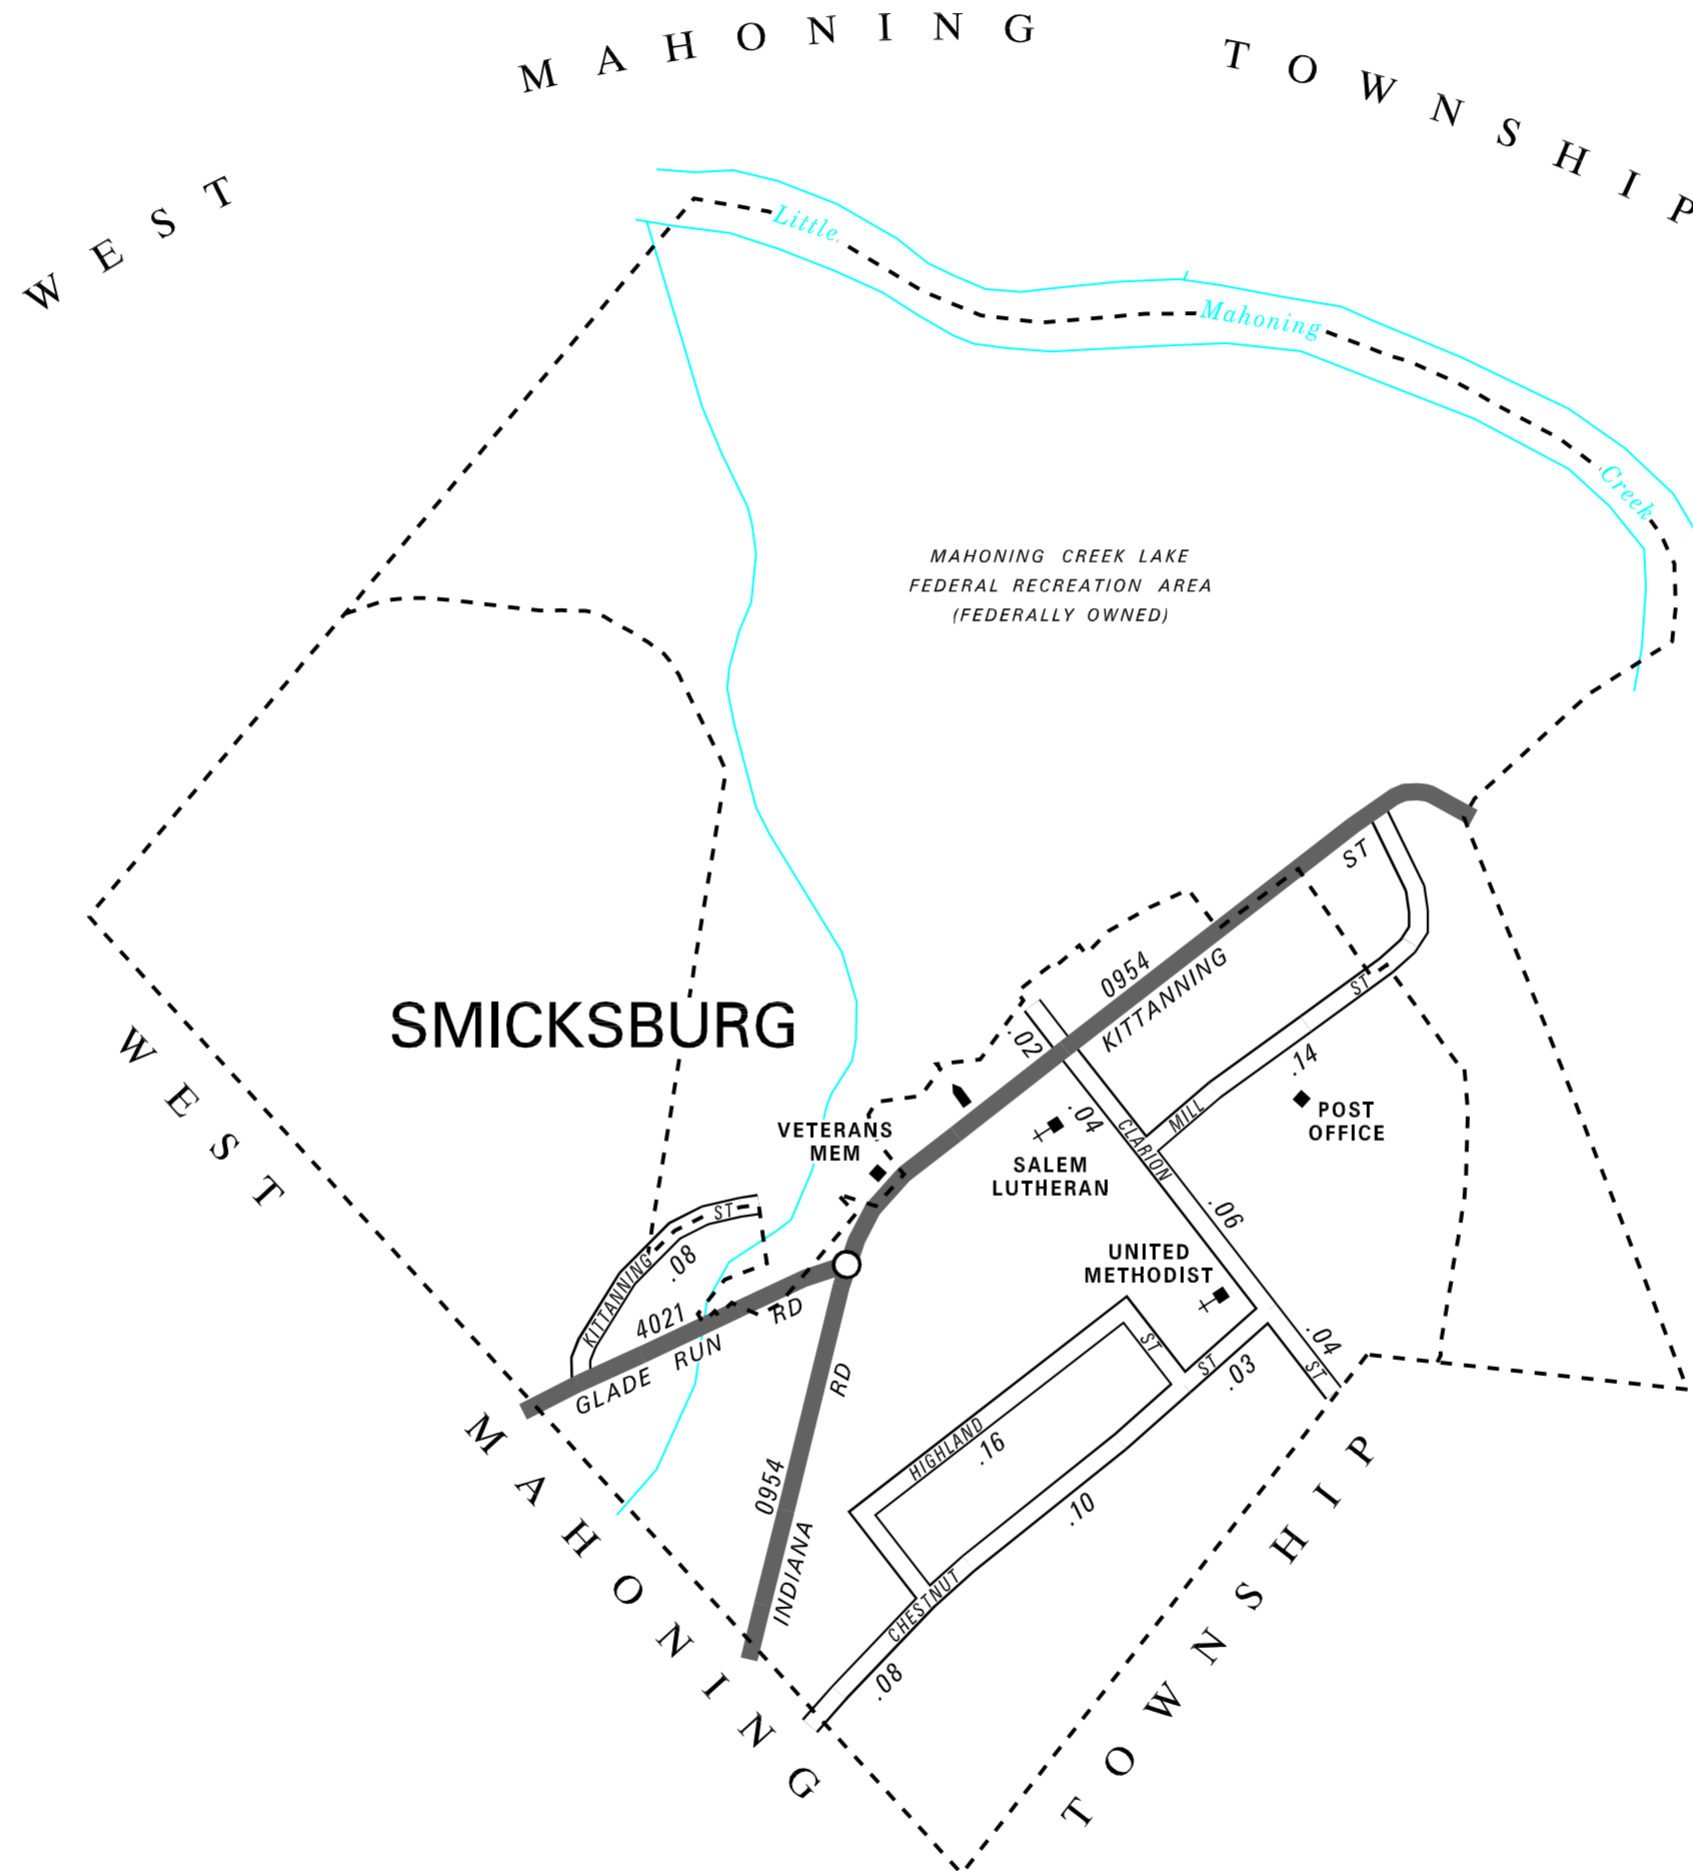 WEST MAHONING TOWNSHIP
Little
Mahoning
Creek
MAHONING CREEK LAKE
FEDERAL RECREATION AREA
(FEDERALLY OWNED)
ST
0954
KITTANNING
SMICKSBURG
ST
.02
.14
.04
MILL
POST
OFFICE
CLARION
VETERANS
MEM
SALEM
LUTHERAN
ST
.06
KITTANNING
.08
UNITED
METHODIST
4021
RD
GLADE RUN
ST
ST
.04
ST
.03
RD
HIGHLAND
.16
0954
.10
INDIANA
CHESTNUT
.08
WEST MAHONING TOWNSHIP